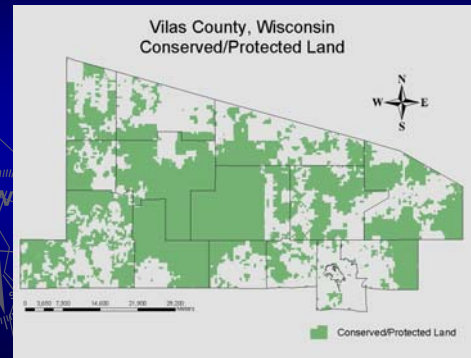 Vilas County, Wisconsin
Conserved/Protected Land
N
W E
S
0 3,650 7,300 14,600 21,900 29,200
Meters
Conserved/Protected Land